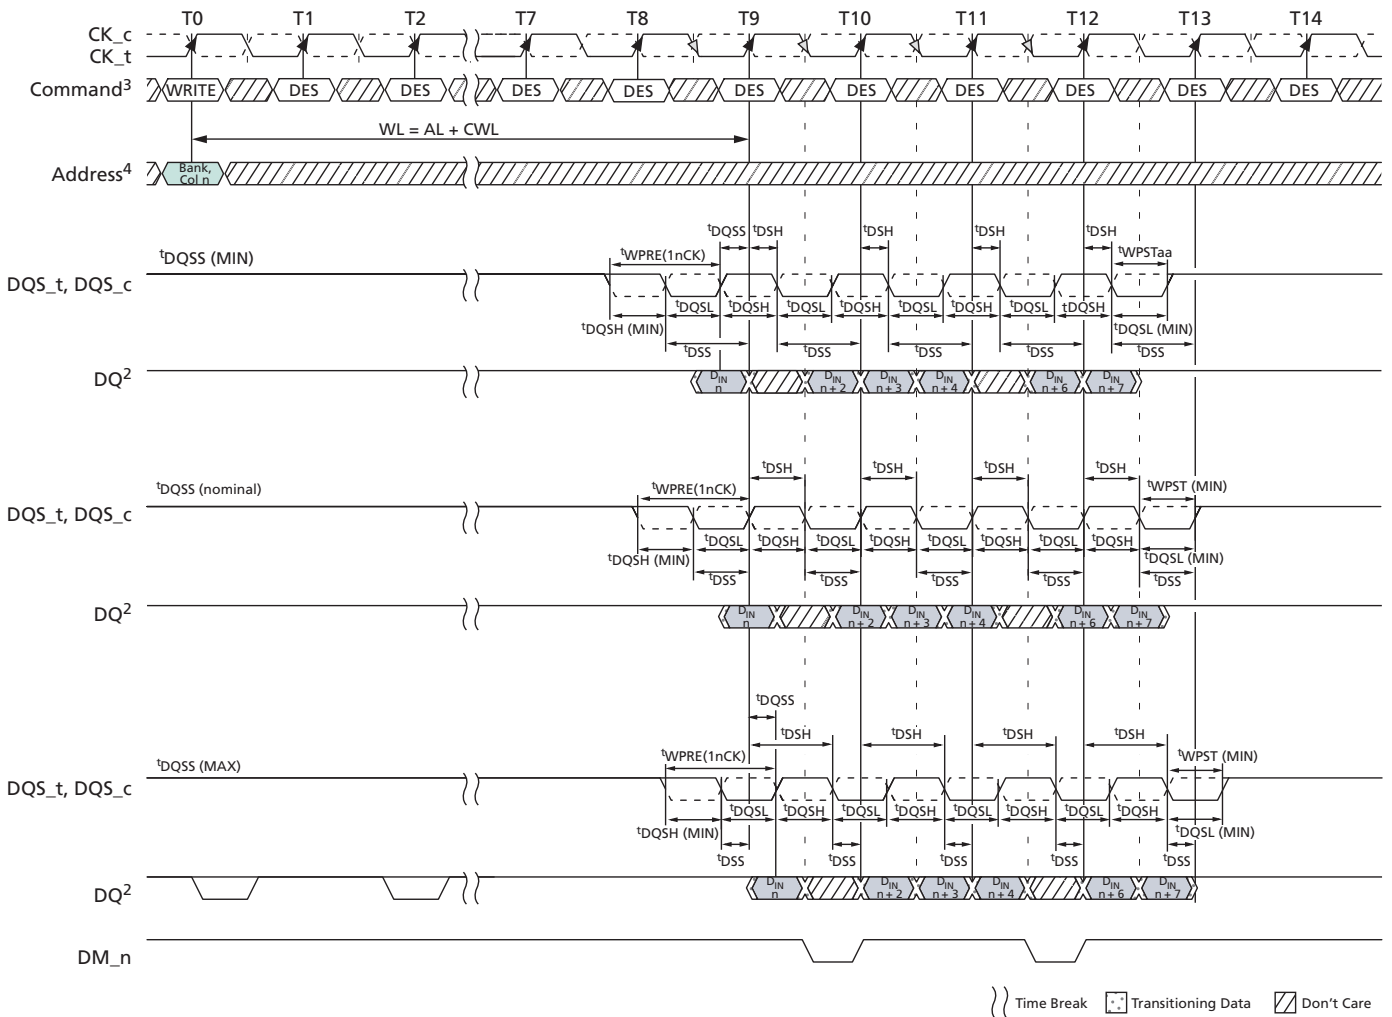 T0 T1 T2 T7 T8 T9 T10 T11 T12 T13 T14
CK_c
CK_t
Command3 WRITE DES DES DES DES DES DES DES DES DES DES
WL = AL + CWL
Address4 Bank, Col n
tDQSS tDSH tDSH tDSH tDSH
tDQSS (MIN) tWPRE(1nCK) tWPSTaa
DQS_t, DQS_c
tDQSL tDQSH tDQSL tDQSH tDQSL tDQSH tDQSL tDQSH
tDQSH (MIN) tDQSL (MIN)
tDSS tDSS tDSS tDSS tDSS
DQ2 DIN n DIN n + 2 DIN n + 3 DIN n + 4 DIN n + 6 DIN n + 7
tDSH tDSH tDSH tDSH
tDQSS (nominal) tWPRE(1nCK) tWPST (MIN)
DQS_t, DQS_c
tDQSL tDQSH tDQSL tDQSH tDQSL tDQSH tDQSL tDQSH
tDQSH (MIN) tDQSL (MIN)
tDSS tDSS tDSS tDSS tDSS
DQ2 DIN n DIN n + 2 DIN n + 3 DIN n + 4 DIN n + 6 DIN n + 7
tDQSS
tDSH tDSH tDSH tDSH
tDQSS (MAX) tWPRE(1nCK) tWPST (MIN)
DQS_t, DQS_c
tDQSL tDQSH tDQSL tDQSH tDQSL tDQSH tDQSL tDQSH
tDQSH (MIN) tDQSL (MIN)
tDSS tDSS tDSS tDSS tDSS
DQ2 DIN n DIN n + 2 DIN n + 3 DIN n + 4 DIN n + 6 DIN n + 7
DM_n
Time Break Transitioning Data Don't Care